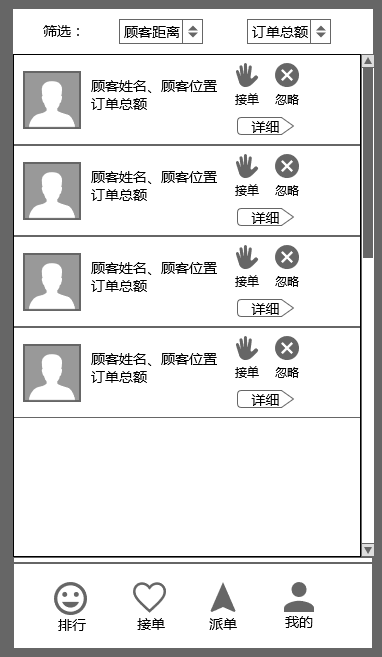 筛选： 顾客距离 订单总额
顾客姓名、顾客位置
订单总额
接单 忽略
详细
顾客姓名、顾客位置
订单总额
接单 忽略
详细
顾客姓名、顾客位置
订单总额
接单 忽略
详细
顾客姓名、顾客位置
订单总额
接单 忽略
详细
排行 接单 派单 我的